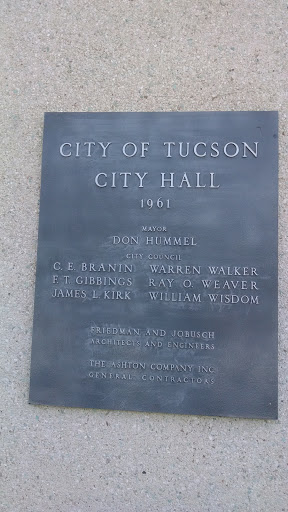 CITY OF TUCSON
CITY HALL
1961
MAYOR
DON HUMMEL
CITY COUNCIL
C. E. BRANIN WARREN WALKER
F. T. GIBBINGS RAY O. WEAVER
JAMES L. KIRK WILLIAM WISDOM
FRIEDMAN AND JOBUSCH
ARCHITECTS AND ENGINEERS
THE ASHTON COMPANY INC.
GENERAL CONTRACTORS